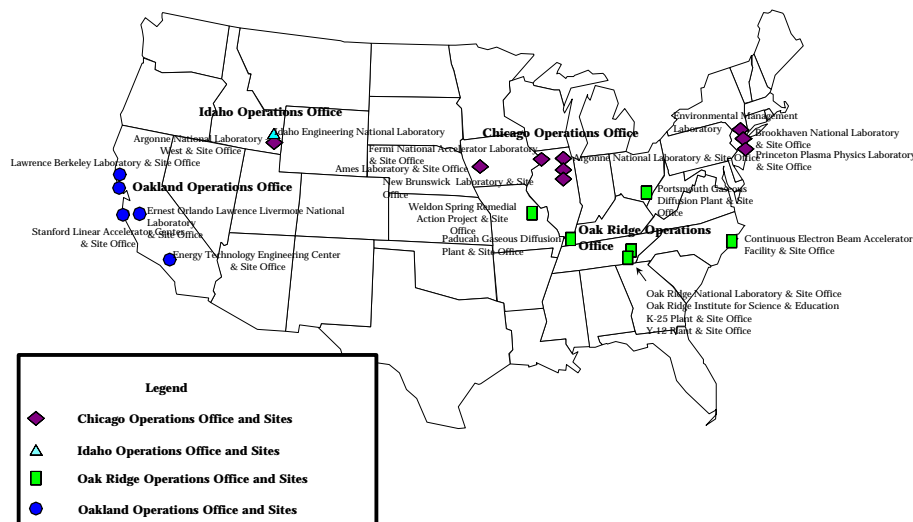 Idaho Operations Office
Argonne National Laboratory
West & Site Office
Idaho Engineering National Laboratory
Lawrence Berkeley Laboratory & Site Office
Oakland Operations Office
Ernest Orlando Lawrence Livermore National
Laboratory
& Site Office
Stanford Linear Accelerator Center
& Site Office
Energy Technology Engineering Center
& Site Office
Chicago Operations Office
Fermi National Accelerator Laboratory
& Site Office
Ames Laboratory & Site Office
New Brunswick Laboratory & Site
Office
Argonne National Laboratory & Site Office
Weldon Spring Remedial
Action Project & Site
Office
Paducah Gaseous Diffusion
Plant & Site Office
Oak Ridge Operations
Office
Environmental Management
Laboratory
Brookhaven National Laboratory
& Site Office
Princeton Plasma Physics Laboratory
& Site Office
Portsmouth Gaseous
Diffusion Plant & Site
Office
Continuous Electron Beam Accelerator
Facility & Site Office
Oak Ridge National Laboratory & Site Office
Oak Ridge Institute for Science & Education
K-25 Plant & Site Office
Y-12 Plant & Site Office
Legend
Chicago Operations Office and Sites
Idaho Operations Office and Sites
Oak Ridge Operations Office and Sites
Oakland Operations Office and Sites